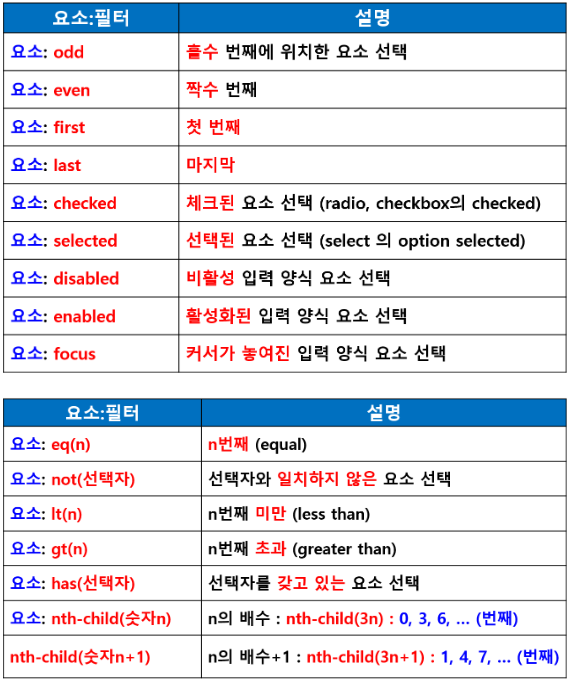 요소:필터 설명
요소: odd 홀수 번째에 위치한 요소 선택
요소: even 짝수 번째
요소: first 첫 번째
요소: last 마지막
요소: checked 체크된 요소 선택 (radio, checkbox의 checked)
요소: selected 선택된 요소 선택 (select 의 option selected)
요소: disabled 비활성 입력 양식 요소 선택
요소: enabled 활성화된 입력 양식 요소 선택
요소: focus 커서가 놓여진 입력 양식 요소 선택
요소:필터 설명
요소: eq(n) n번째 (equal)
요소: not(선택자) 선택자와 일치하지 않은 요소 선택
요소: lt(n) n번째 미만 (less than)
요소: gt(n) n번째 초과 (greater than)
요소: has(선택자) 선택자를 갖고 있는 요소 선택
요소: nth-child(숫자n) n의 배수 : nth-child(3n) : 0, 3, 6, ... (번째)
nth-child(숫자n+1) n의 배수+1 : nth-child(3n+1) : 1, 4, 7, ... (번째)